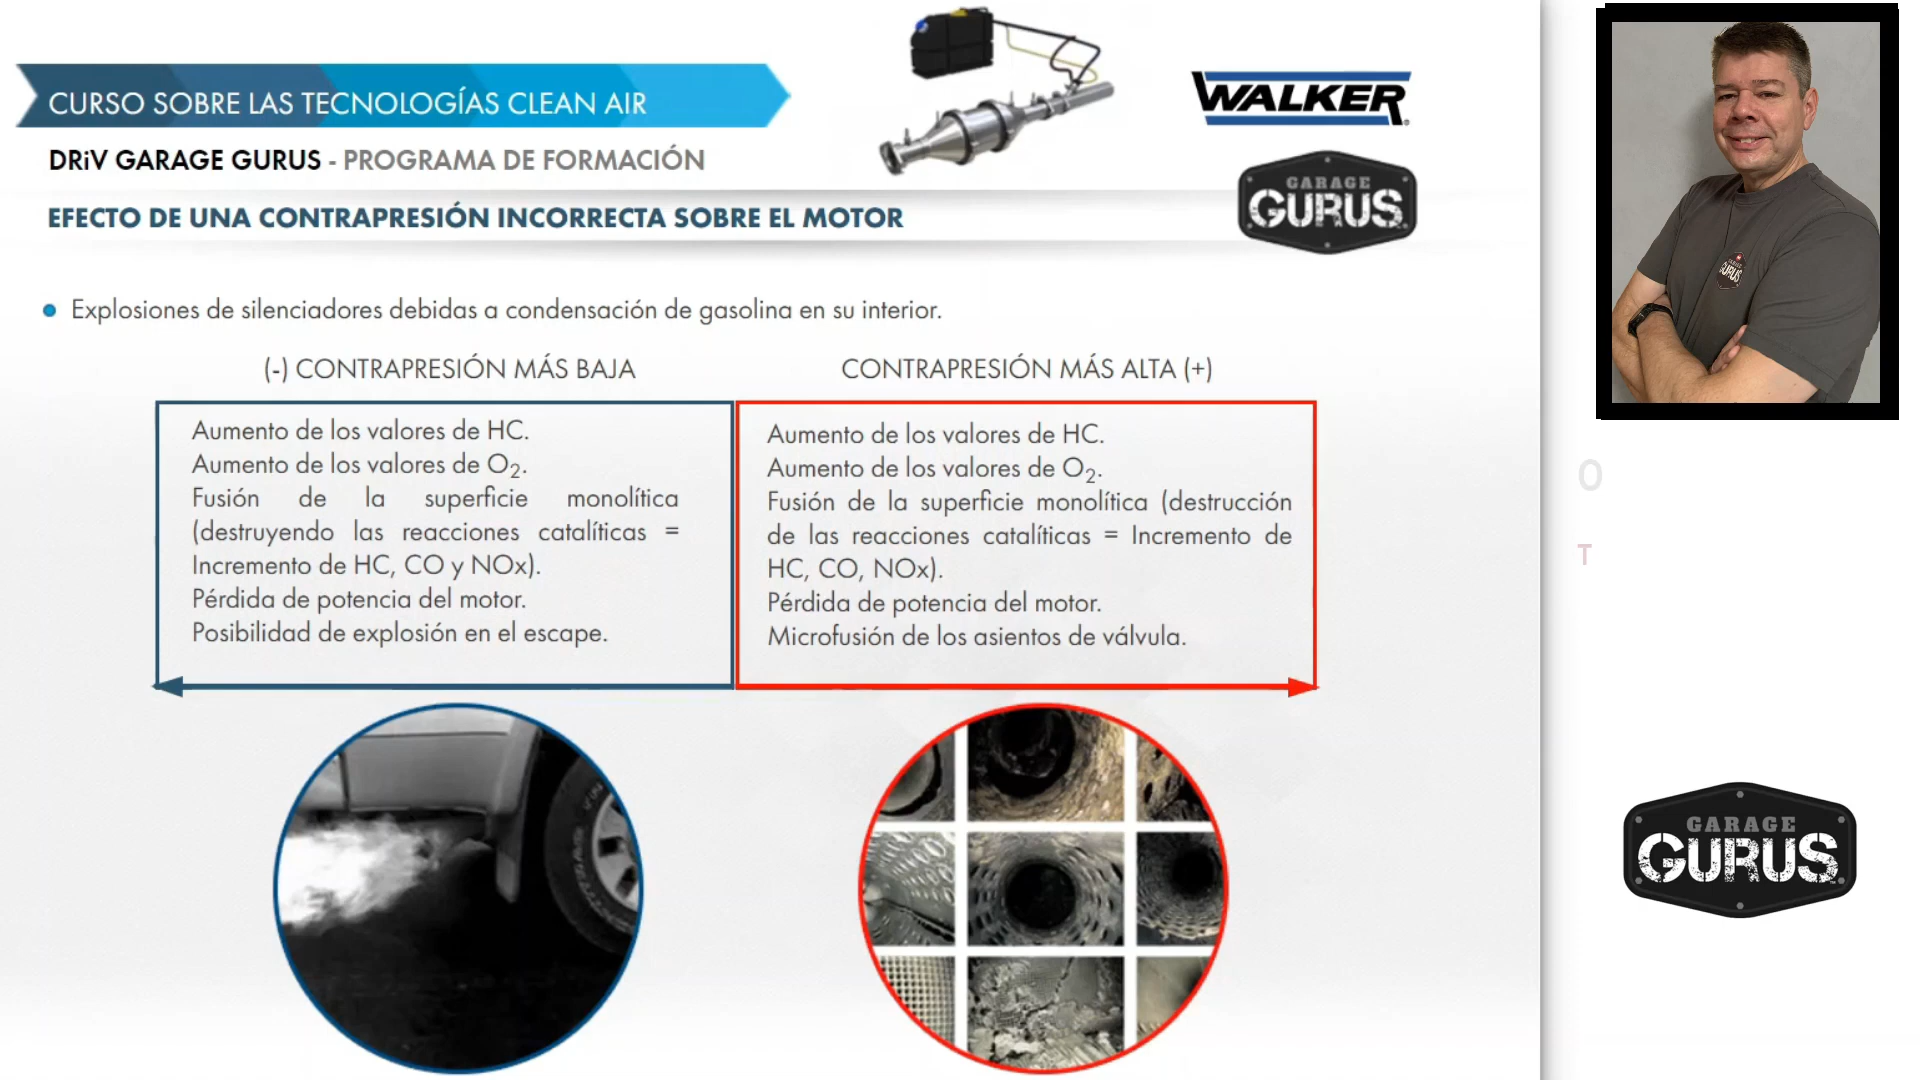 CURSO SOBRE LAS TECNOLOGÍAS CLEAN AIR
WALKER
DRiV GARAGE GURUS - PROGRAMA DE FORMACIÓN
GARAGE
GURUS
EFECTO DE UNA CONTRAPRESIÓN INCORRECTA SOBRE EL MOTOR
Explosiones de silenciadores debidas a condensación de gasolina en su interior.
(-) CONTRAPRESIÓN MÁS BAJA
Aumento de los valores de HC.
Aumento de los valores de O₂.
Fusión de la superficie monolítica
(destruyendo las reacciones catalíticas =
Incremento de HC, CO y NOx).
Pérdida de potencia del motor.
Posibilidad de explosión en el escape.
CONTRAPRESIÓN MÁS ALTA (+)
Aumento de los valores de HC.
Aumento de los valores de O₂.
Fusión de la superficie monolítica (destrucción
de las reacciones catalíticas = Incremento de
HC, CO, NOx).
Pérdida de potencia del motor.
Microfusión de los asientos de válvula.
GURUS
O
T
GARAGE
GURUS